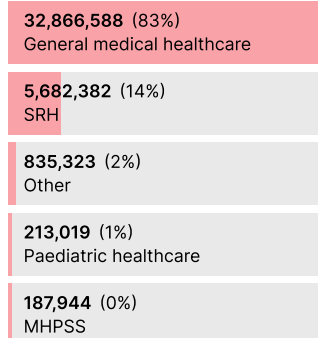 32,866,588 (83%)
General medical healthcare
5,682,382 (14%)
SRH
835,323 (2%)
Other
213,019 (1%)
Paediatric healthcare
187,944 (0%)
MHPSS